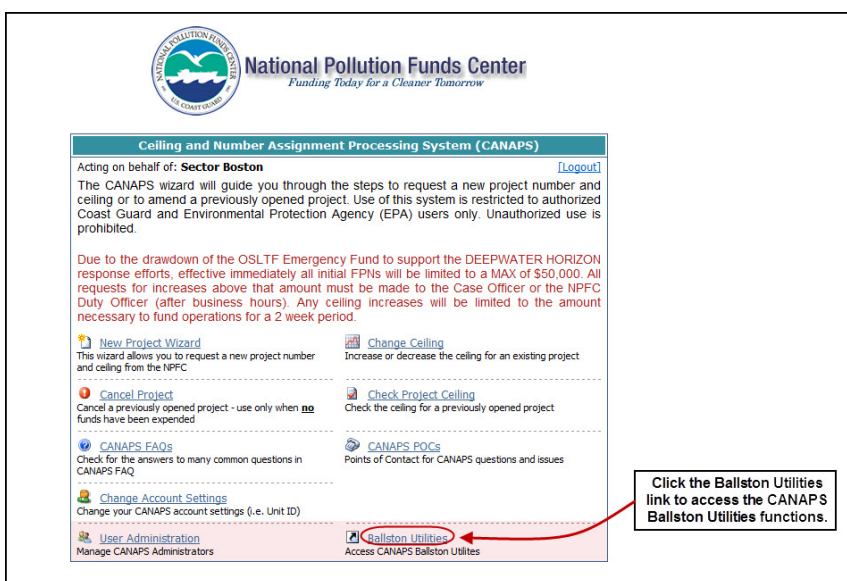 NATIONAL POLLUTION FUNDS CENTER
U.S. COAST GUARD
National Pollution Funds Center
Funding Today for a Cleaner Tomorrow
Ceiling and Number Assignment Processing System (CANAPS)
Acting on behalf of: Sector Boston [Logout]
The CANAPS wizard will guide you through the steps to request a new project number and
ceiling or to amend a previously opened project. Use of this system is restricted to authorized
Coast Guard and Environmental Protection Agency (EPA) users only. Unauthorized use is
prohibited.
Due to the drawdown of the OSLTF Emergency Fund to support the DEEPWATER HORIZON
response efforts, effective immediately all initial FPNs will be limited to a MAX of $50,000. All
requests for increases above that amount must be made to the Case Officer or the NPFC
Duty Officer (after business hours). Any ceiling increases will be limited to the amount
necessary to fund operations for a 2 week period.
New Project Wizard
This wizard allows you to request a new project number
and ceiling from the NPFC
Change Ceiling
Increase or decrease the ceiling for an existing project
Cancel Project
Cancel a previously opened project - use only when no
funds have been expended
Check Project Ceiling
Check the ceiling for a previously opened project
CANAPS FAQs
Check for the answers to many common questions in
CANAPS FAQ
CANAPS POCs
Points of Contact for CANAPS questions and issues
Change Account Settings
Change your CANAPS account settings (i.e. Unit ID)
User Administration
Manage CANAPS Administrators
Ballston Utilities
Access CANAPS Ballston Utilites
Click the Ballston Utilities
link to access the CANAPS
Ballston Utilities functions.